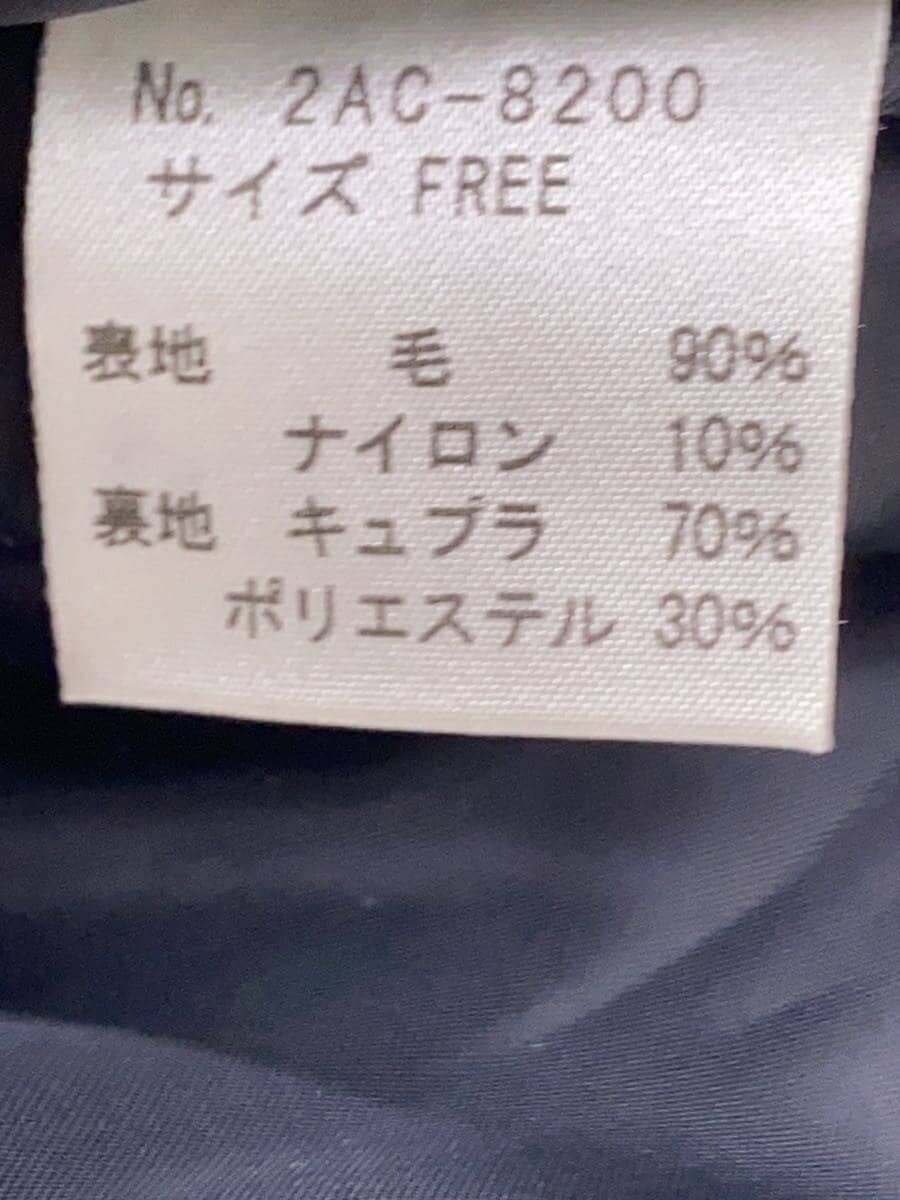 No. 2AC-8200
サイズ FREE
表地 毛 90%
ナイロン 10%
裏地 キュプラ 70%
ポリエステル 30%